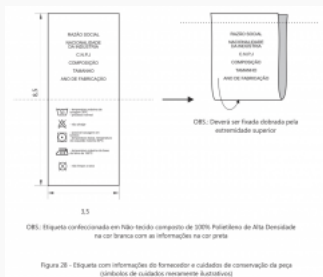 RAZÃO SOCIAL
NACIONALIDADE
DA INDÚSTRIA
C.N.P.J
COMPOSIÇÃO
TAMANHO
ANO DE FABRICAÇÃO
8,5
3,5
RAZÃO SOCIAL
NACIONALIDADE
DA INDÚSTRIA
C.N.P.J
COMPOSIÇÃO
TAMANHO
ANO DE FABRICAÇÃO
OBS.: Deverá ser fixada dobrada pela
extremidade superior
OBS.: Etiqueta confeccionada em Não-tecido composto de 100% Polietileno de Alta Densidade
na cor branca com as informações na cor preta
Figura 28 - Etiqueta com informações do fornecedor e cuidados da conservação da peça
(símbolos de cuidados meramente ilustrativos)